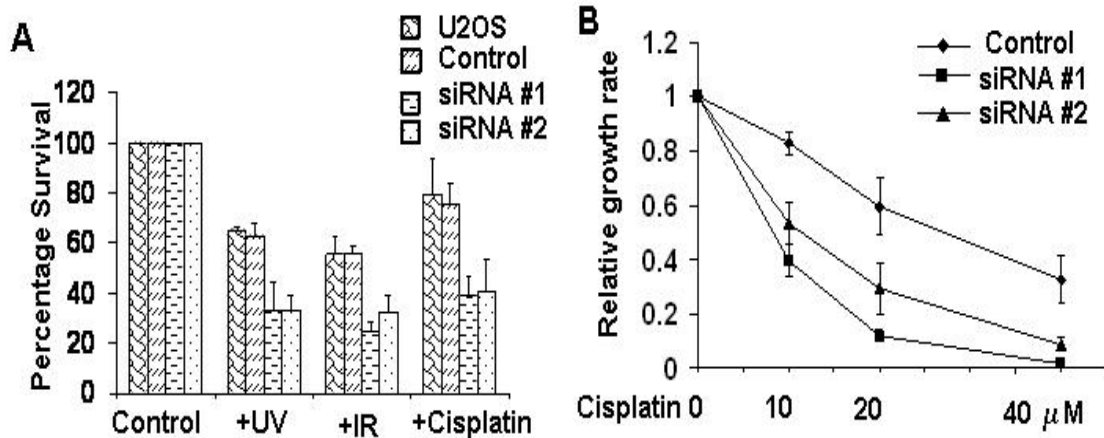 A
U2OS
Control
siRNA #1
siRNA #2
Percentage Survival
120
100
80
60
40
20
0
Control +UV +IR +Cisplatin
B
Control
siRNA #1
siRNA #2
Relative growth rate
1.2
1
0.8
0.6
0.4
0.2
0
Cisplatin 0 10 20 40 μM